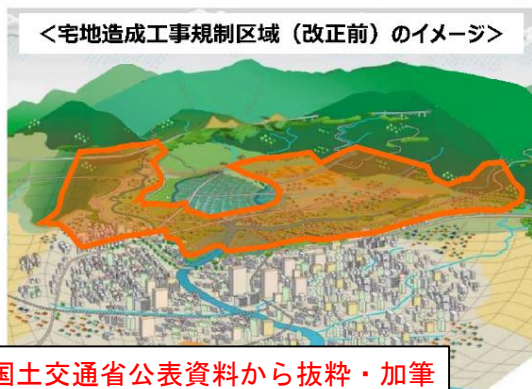 ＜宅地造成工事規制区域（改正前）のイメージ＞
国土交通省公表資料から抜粋・加筆